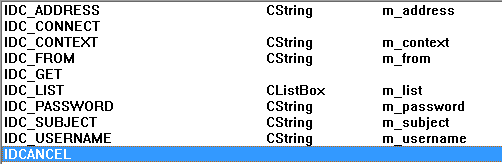 IDC_ADDRESS CString m_address
IDC_CONNECT
IDC_CONTEXT CString m_context
IDC_FROM CString m_from
IDC_GET
IDC_LIST CListBox m_list
IDC_PASSWORD CString m_password
IDC_SUBJECT CString m_subject
IDC_USERNAME CString m_username
IDCANCEL